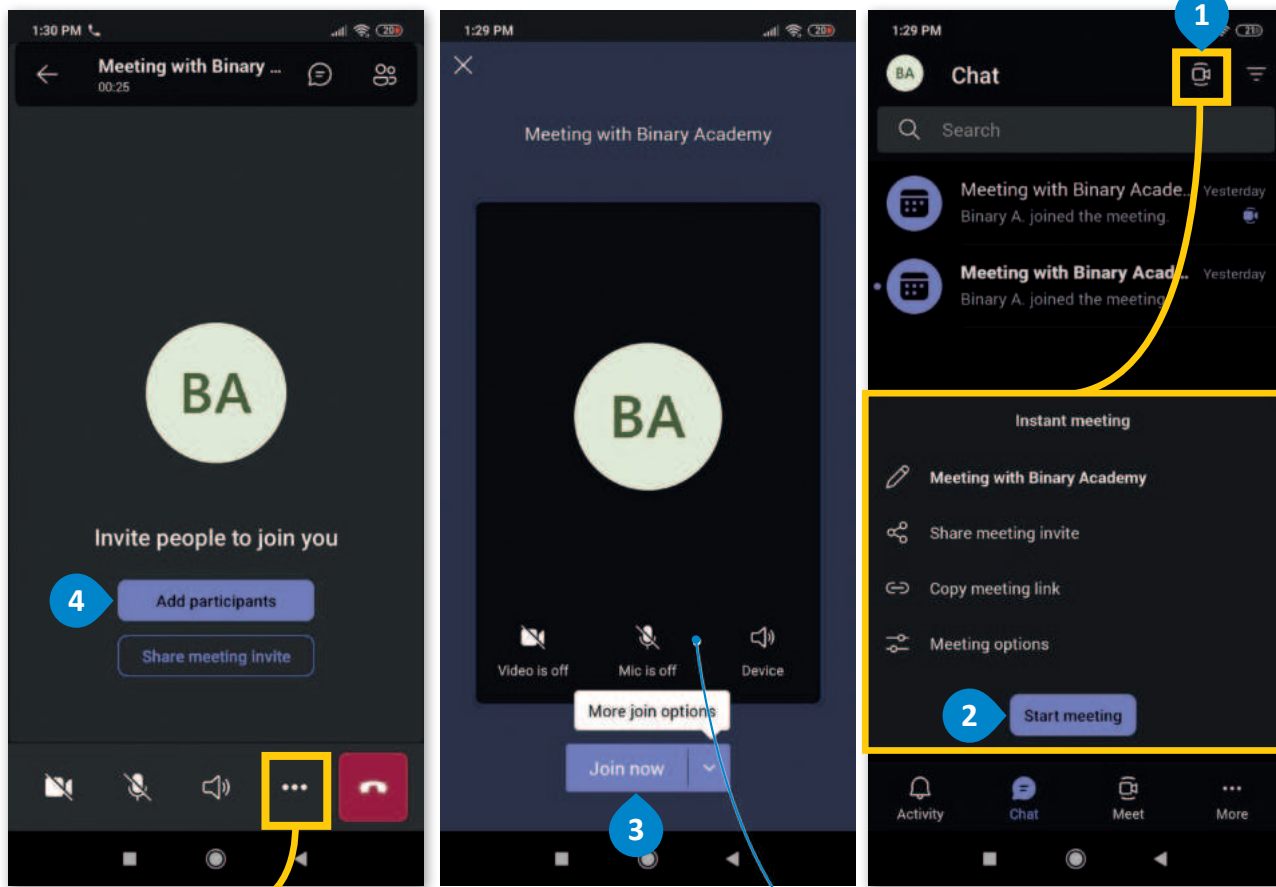 1:30 PM
20
Meeting with Binary ...
00:25
BA
Invite people to join you
4
Add participants
Share meeting invite
1:29 PM
20
Meeting with Binary Academy
BA
Video is off
Mic is off
Device
More join options
Join now
3
1
1:29 PM
21
BA
Chat
Search
Meeting with Binary Acade..
Yesterday
Binary A. joined the meeting.
Meeting with Binary Acad..
Yesterday
Binary A. joined the meeting
Instant meeting
Meeting with Binary Academy
Share meeting invite
Copy meeting link
Meeting options
2
Start meeting
Activity
Chat
Meet
More